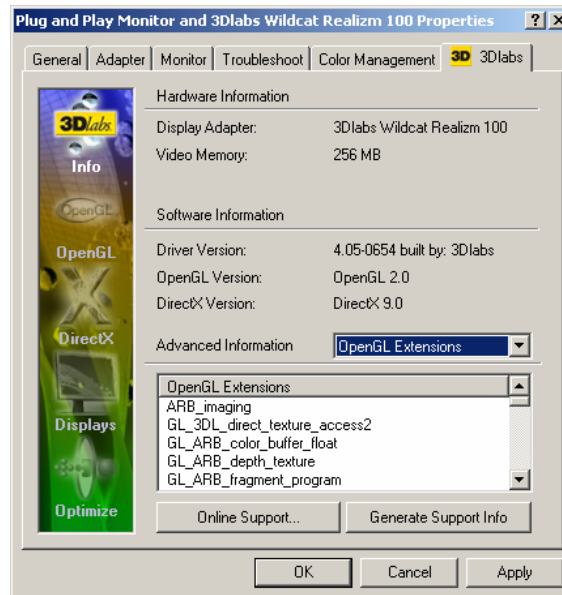 Plug and Play Monitor and 3Dlabs Wildcat Realizm 100 Properties ? X
General Adapter Monitor Troubleshoot Color Management 3D 3Dlabs
3Dlabs
Info
OpenGL
OpenGL
DirectX
Displays
Optimize
Hardware Information
Display Adapter: 3Dlabs Wildcat Realizm 100
Video Memory: 256 MB
Software Information
Driver Version: 4.05-0654 built by: 3Dlabs
OpenGL Version: OpenGL 2.0
DirectX Version: DirectX 9.0
Advanced Information OpenGL Extensions
OpenGL Extensions
ARB_imaging
GL_3DL_direct_texture_access2
GL_ARB_color_buffer_float
GL_ARB_depth_texture
GL_ARB_fragment_program
Online Support... Generate Support Info
OK Cancel Apply